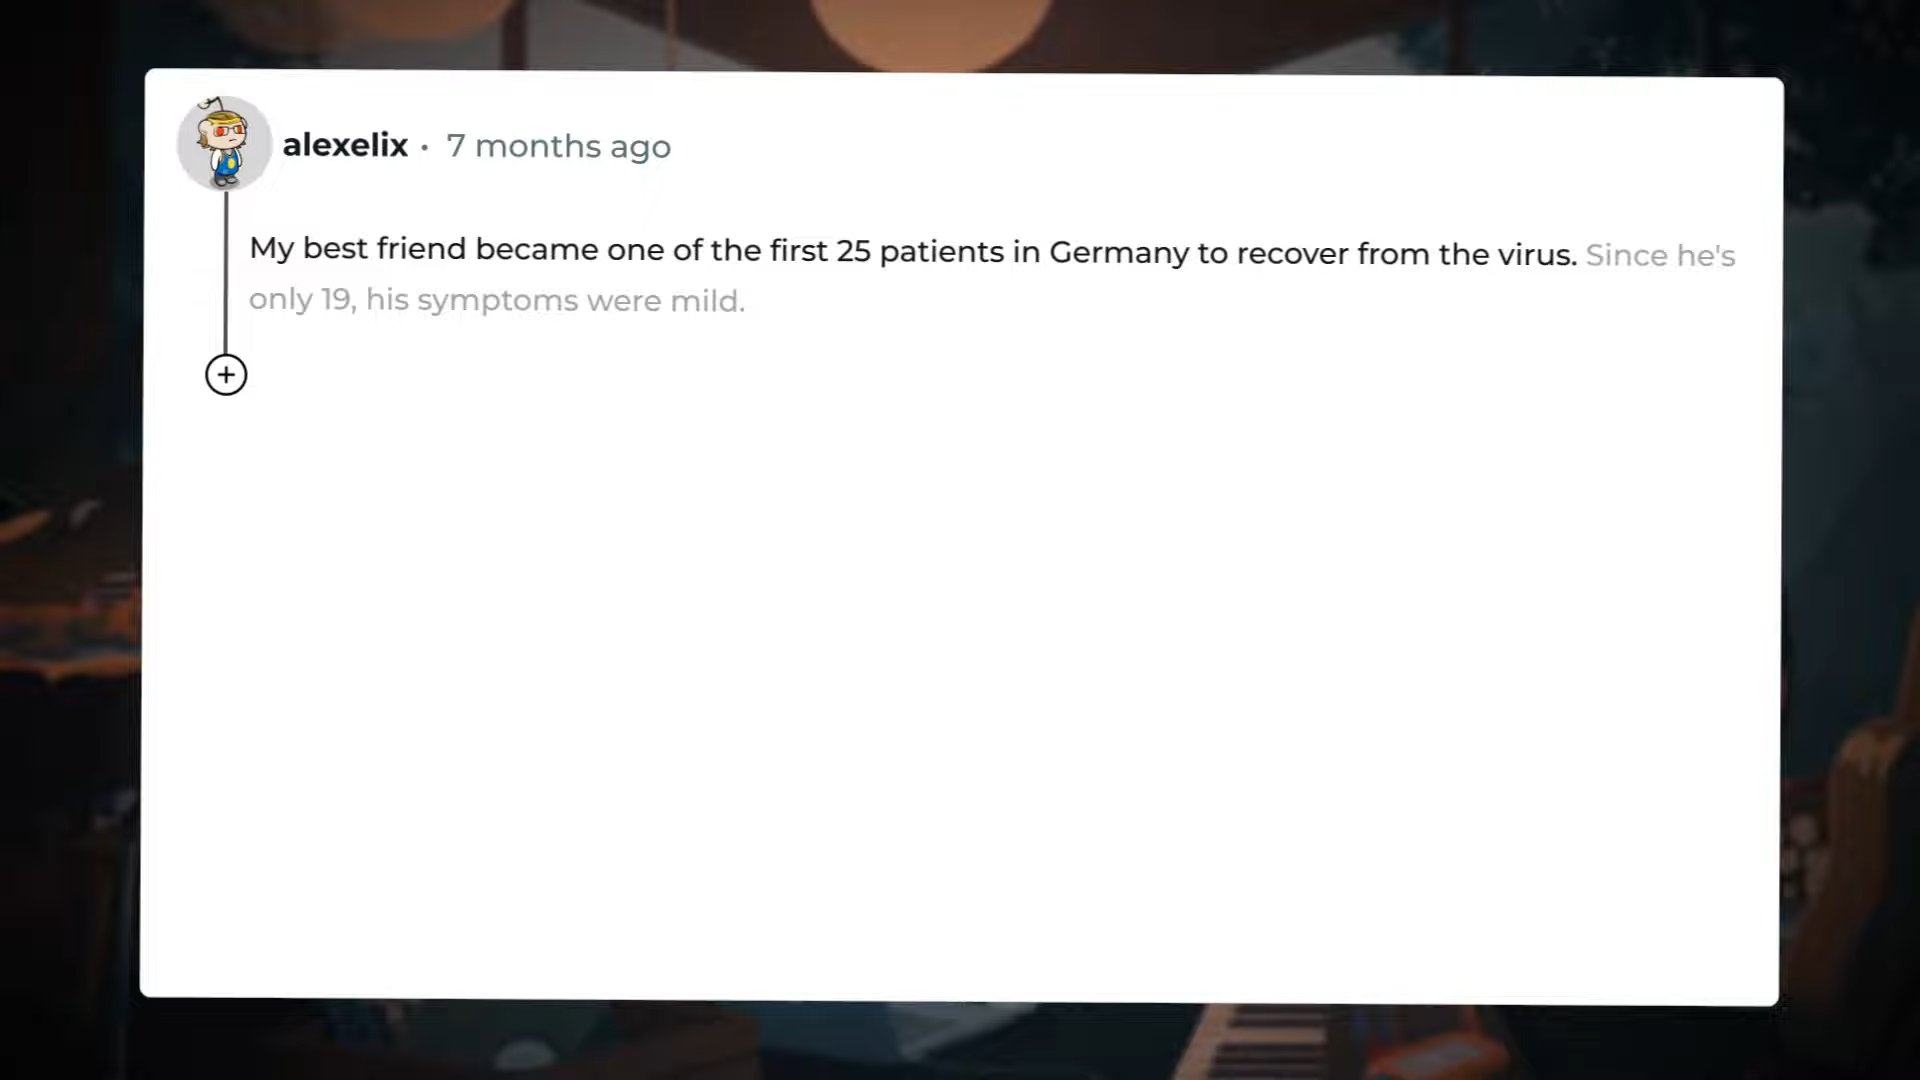 alexelix · 7 months ago
My best friend became one of the first 25 patients in Germany to recover from the virus. Since he's
only 19, his symptoms were mild.